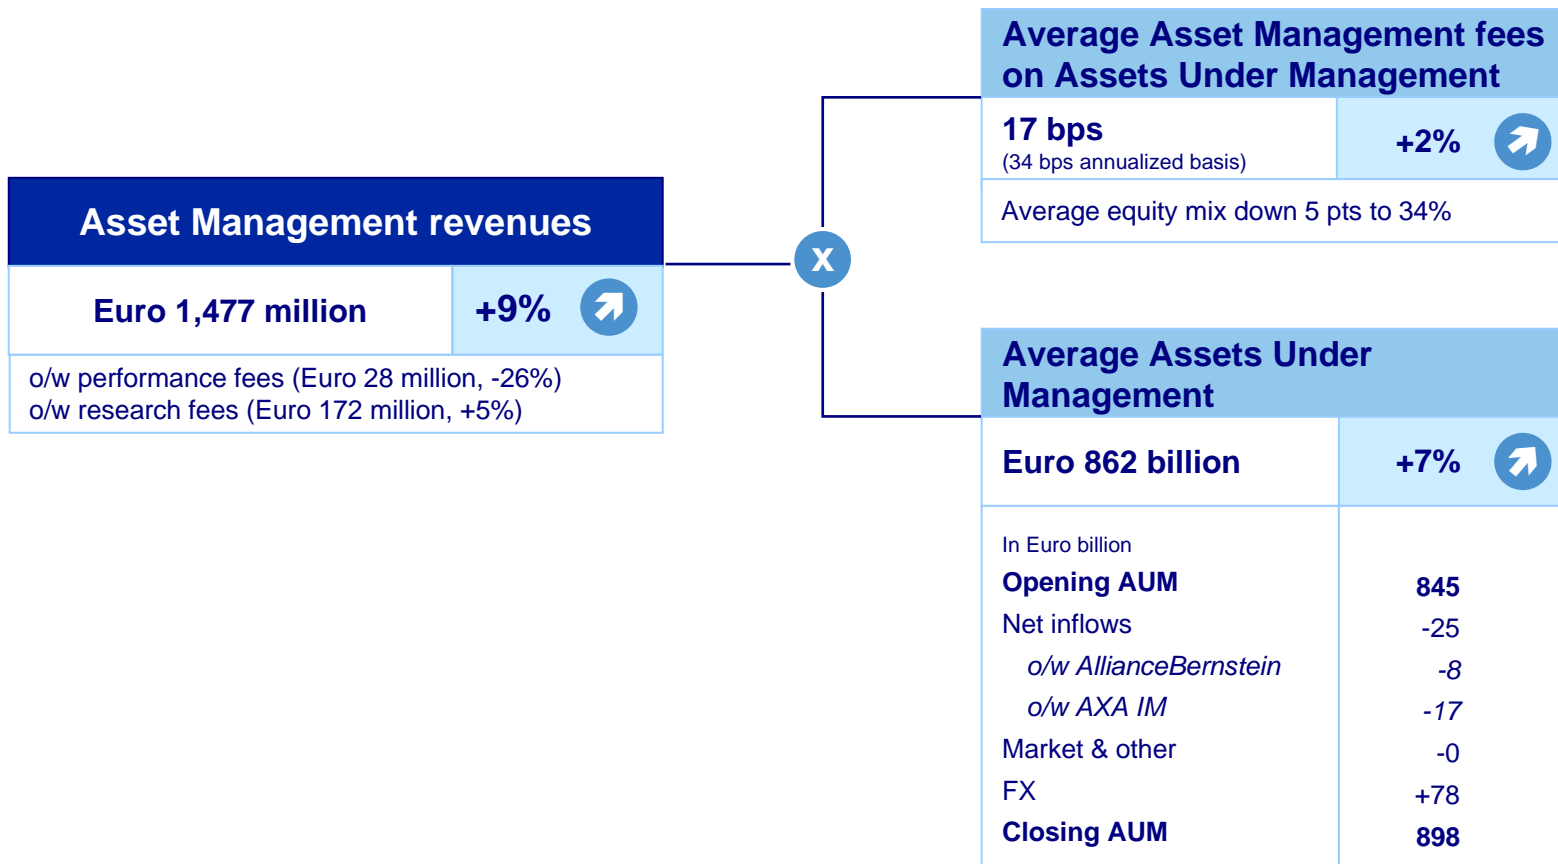 Asset Management revenues
Euro 1,477 million +9%
o/w performance fees (Euro 28 million, -26%)
o/w research fees (Euro 172 million, +5%)
X
Average Asset Management fees
on Assets Under Management
17 bps
(34 bps annualized basis)
+2%
Average equity mix down 5 pts to 34%
Average Assets Under
Management
Euro 862 billion +7%
In Euro billion
Opening AUM 845
Net inflows -25
o/w AllianceBernstein -8
o/w AXA IM -17
Market & other -0
FX +78
Closing AUM 898